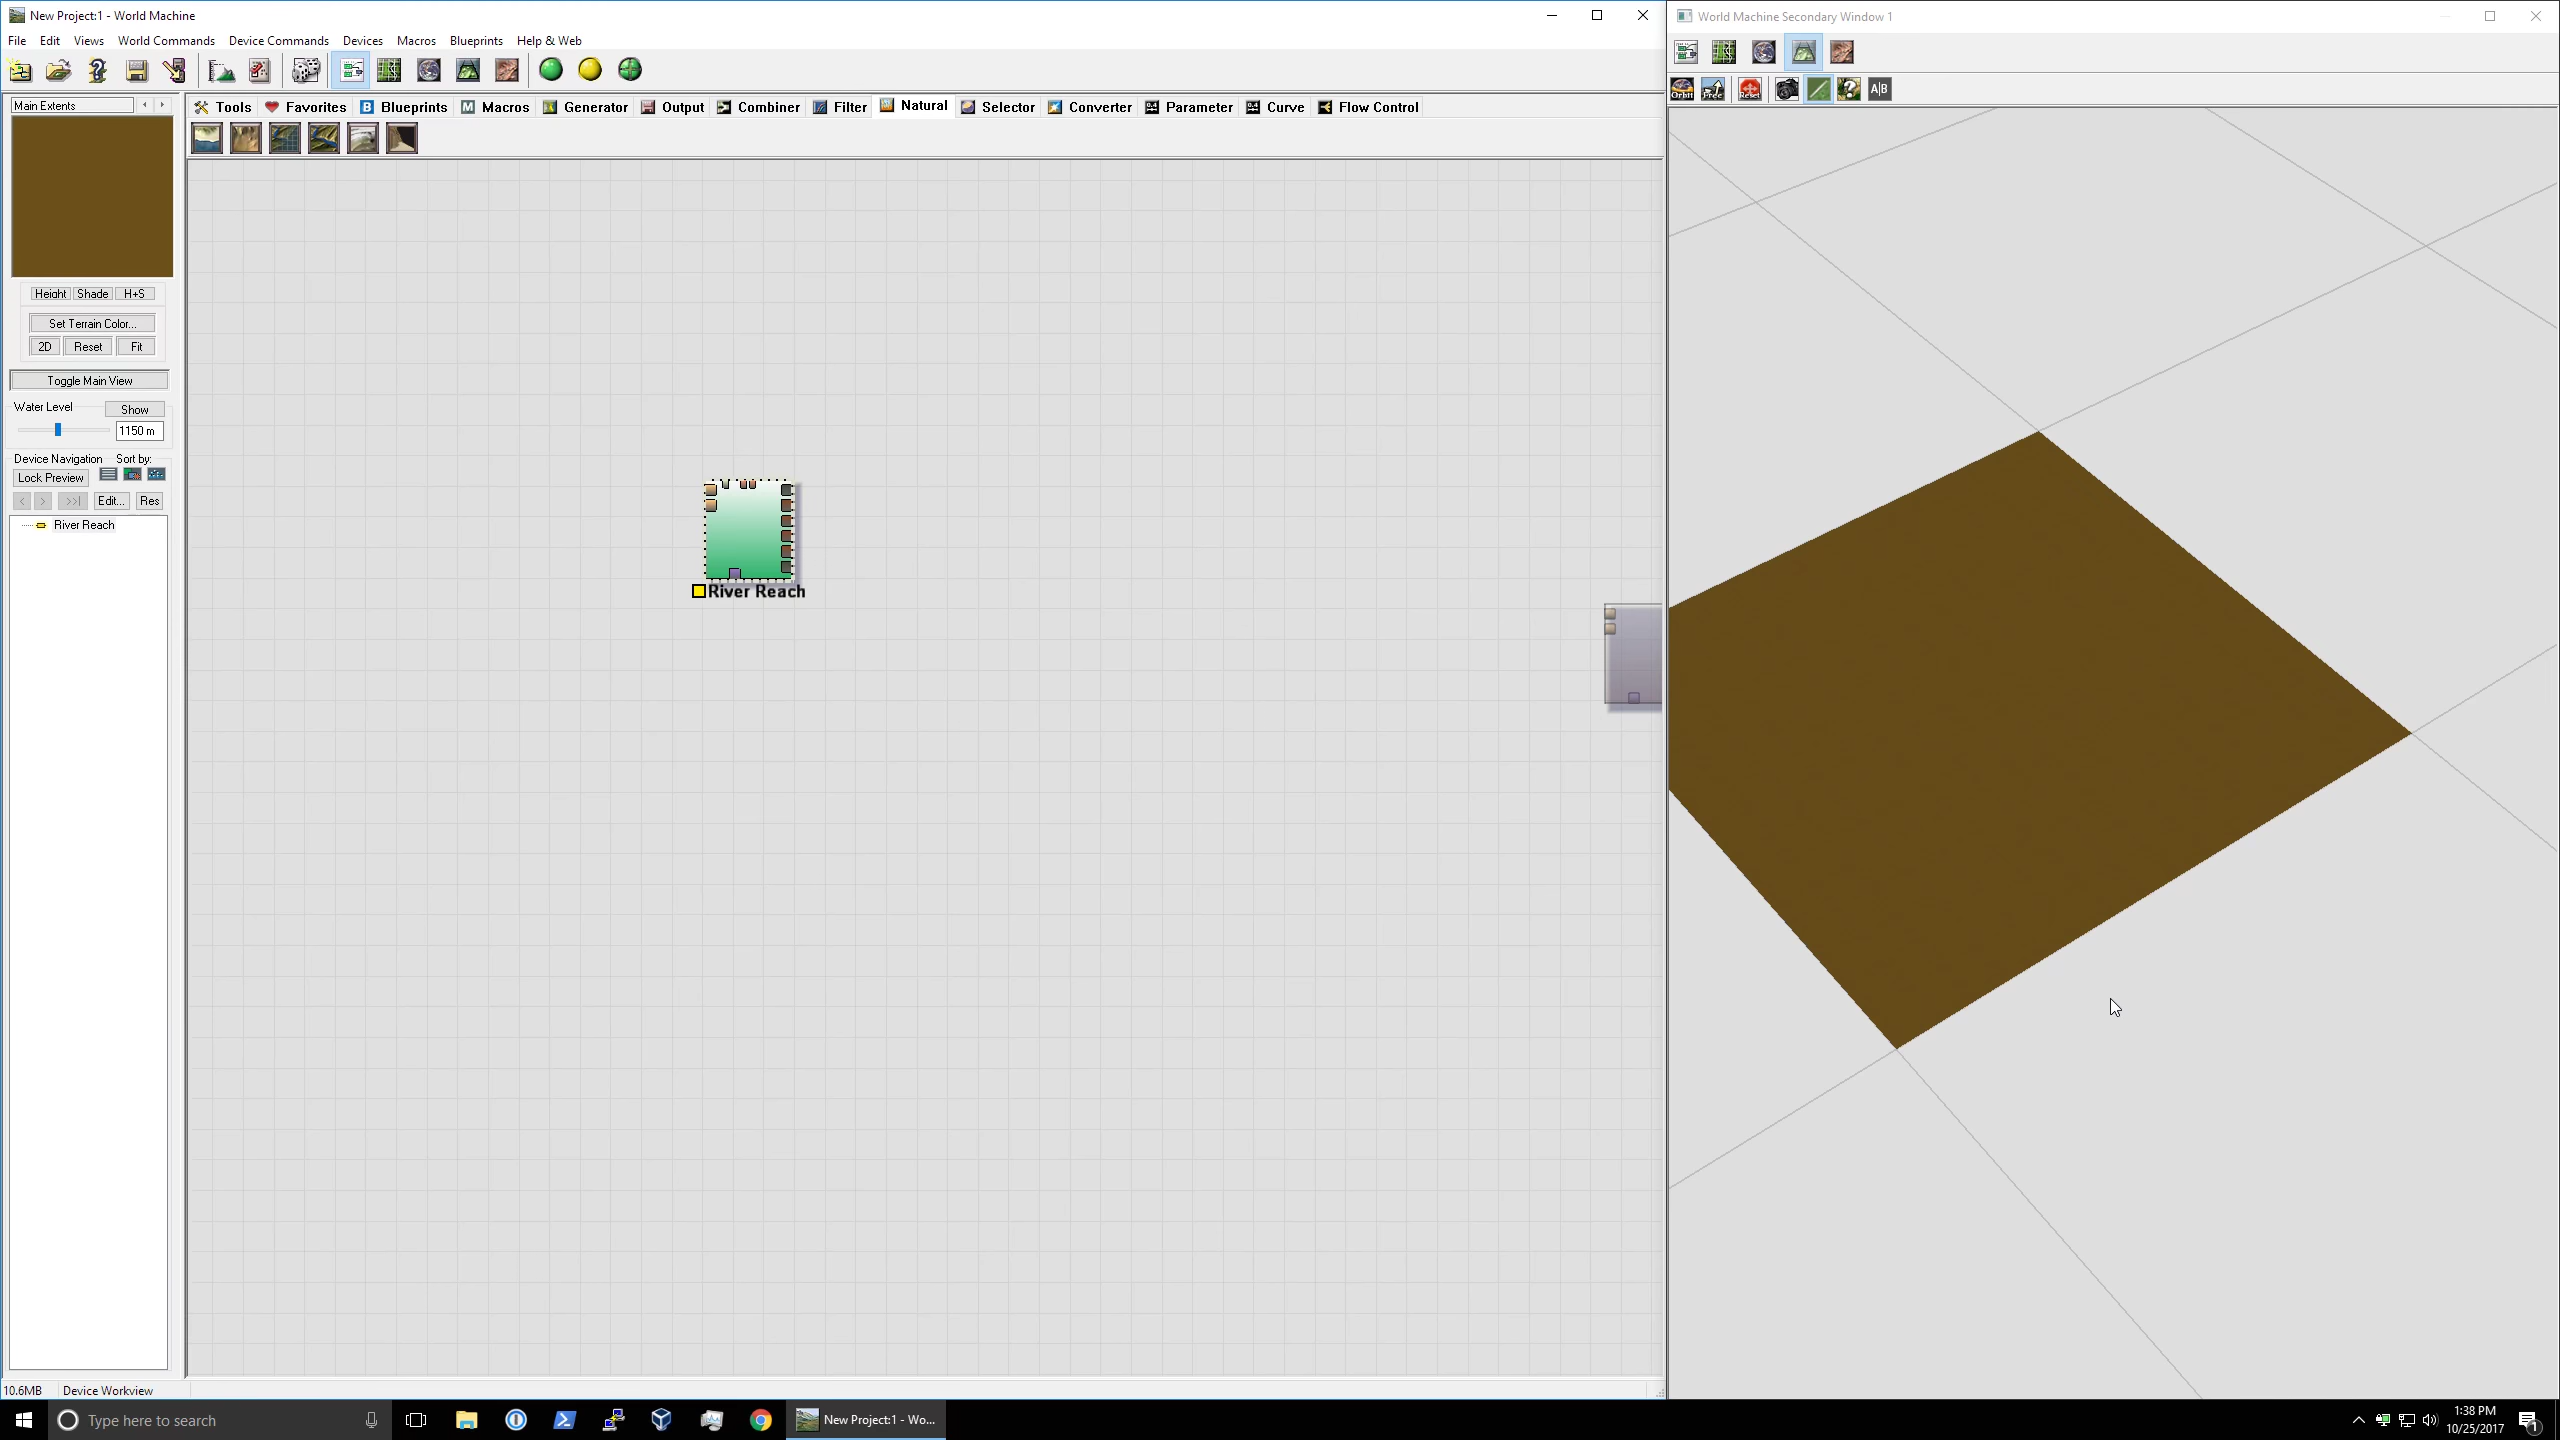 New Project:1 - World Machine
File Edit Views World Commands Device Commands Devices Macros Blueprints Help & Web
Main Extents
Tools Favorites B Blueprints M Macros Generator Output Combiner Filter Natural Selector Converter Parameter Curve Flow Control
Height Shade H+S
Set Terrain Color...
2D Reset Fit
Toggle Main View
Water Level Show
1150 m
Device Navigation Sort by:
Lock Preview
< > >>| Edit... Res
River Reach
River Reach
10.6MB Device Workview
World Machine Secondary Window 1
Orbit Free Reset A|B
Type here to search
New Project:1 - Wo...
1:38 PM
10/25/2017
1